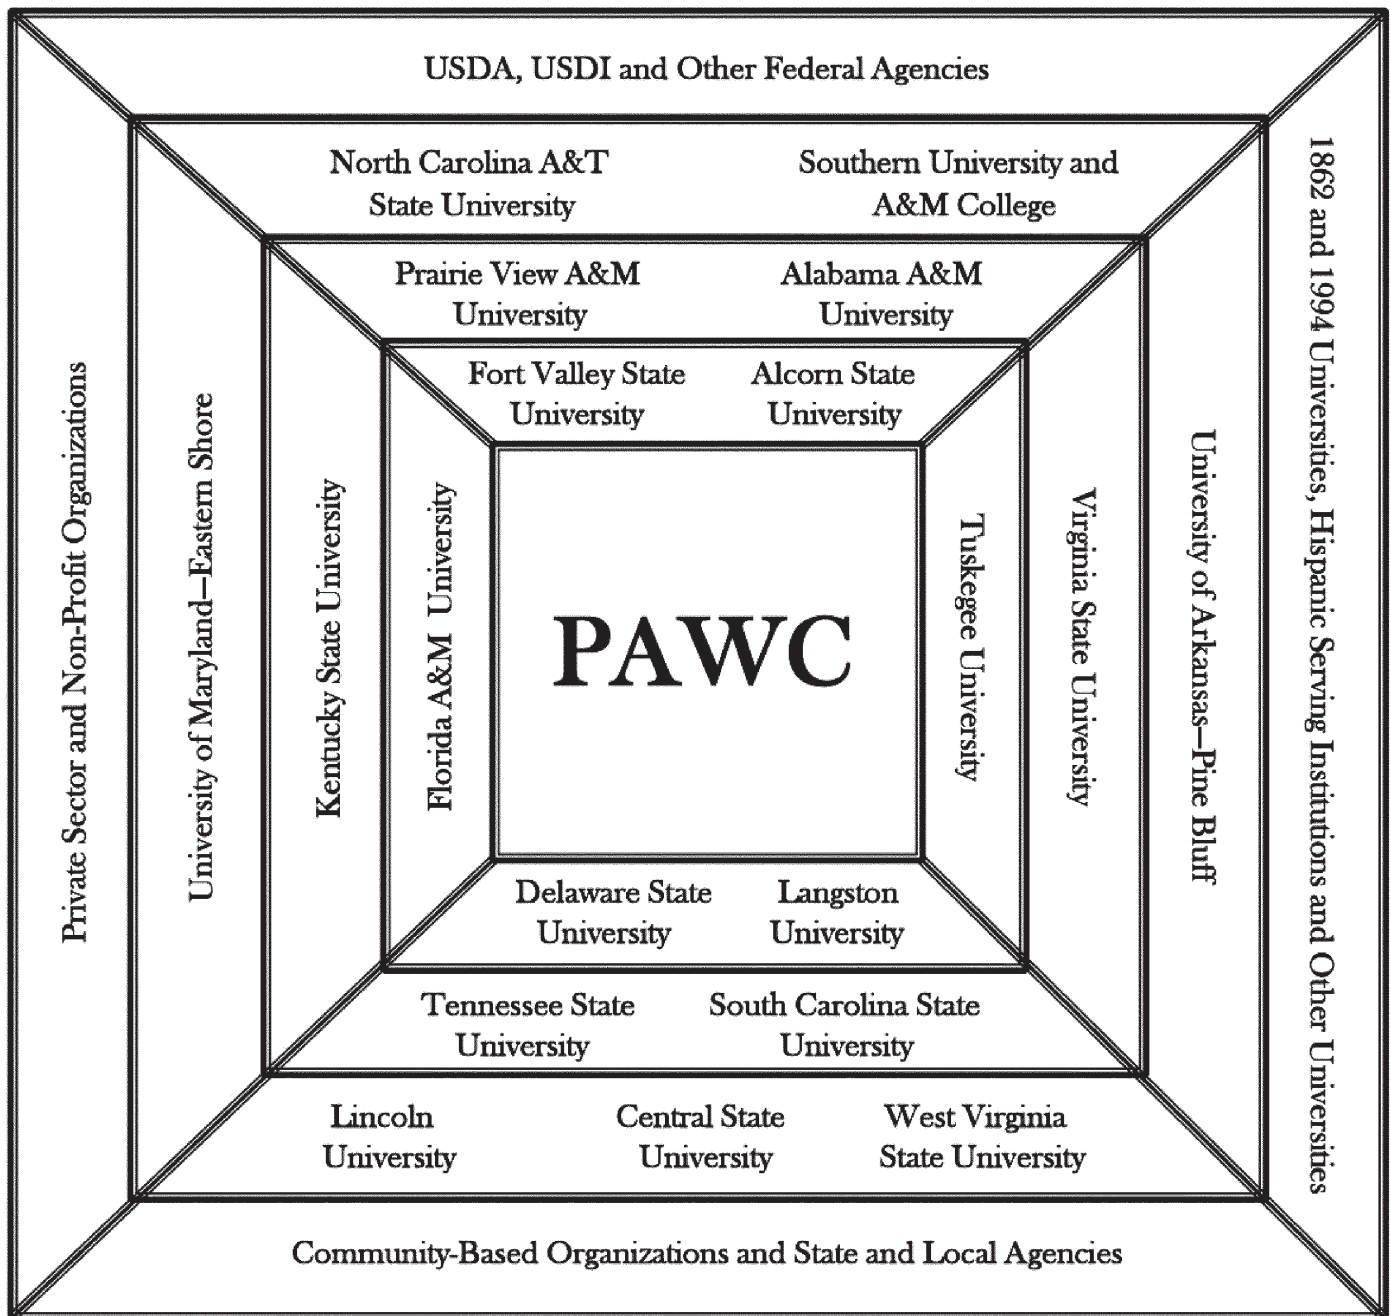 USDA, USDI and Other Federal Agencies
North Carolina A&T
State University
Southern University and
A&M College
Prairie View A&M
University
Alabama A&M
University
Fort Valley State
University
Alcorn State
University
Private Sector and Non-Profit Organizations
University of Maryland—Eastern Shore
Kentucky State University
Florida A&M University
PAWC
Tuskegee University
Virginia State University
University of Arkansas—Pine Bluff
1862 and 1994 Universities, Hispanic Serving Institutions and Other Universities
Delaware State
University
Langston
University
Tennessee State
University
South Carolina State
University
Lincoln
University
Central State
University
West Virginia
State University
Community-Based Organizations and State and Local Agencies